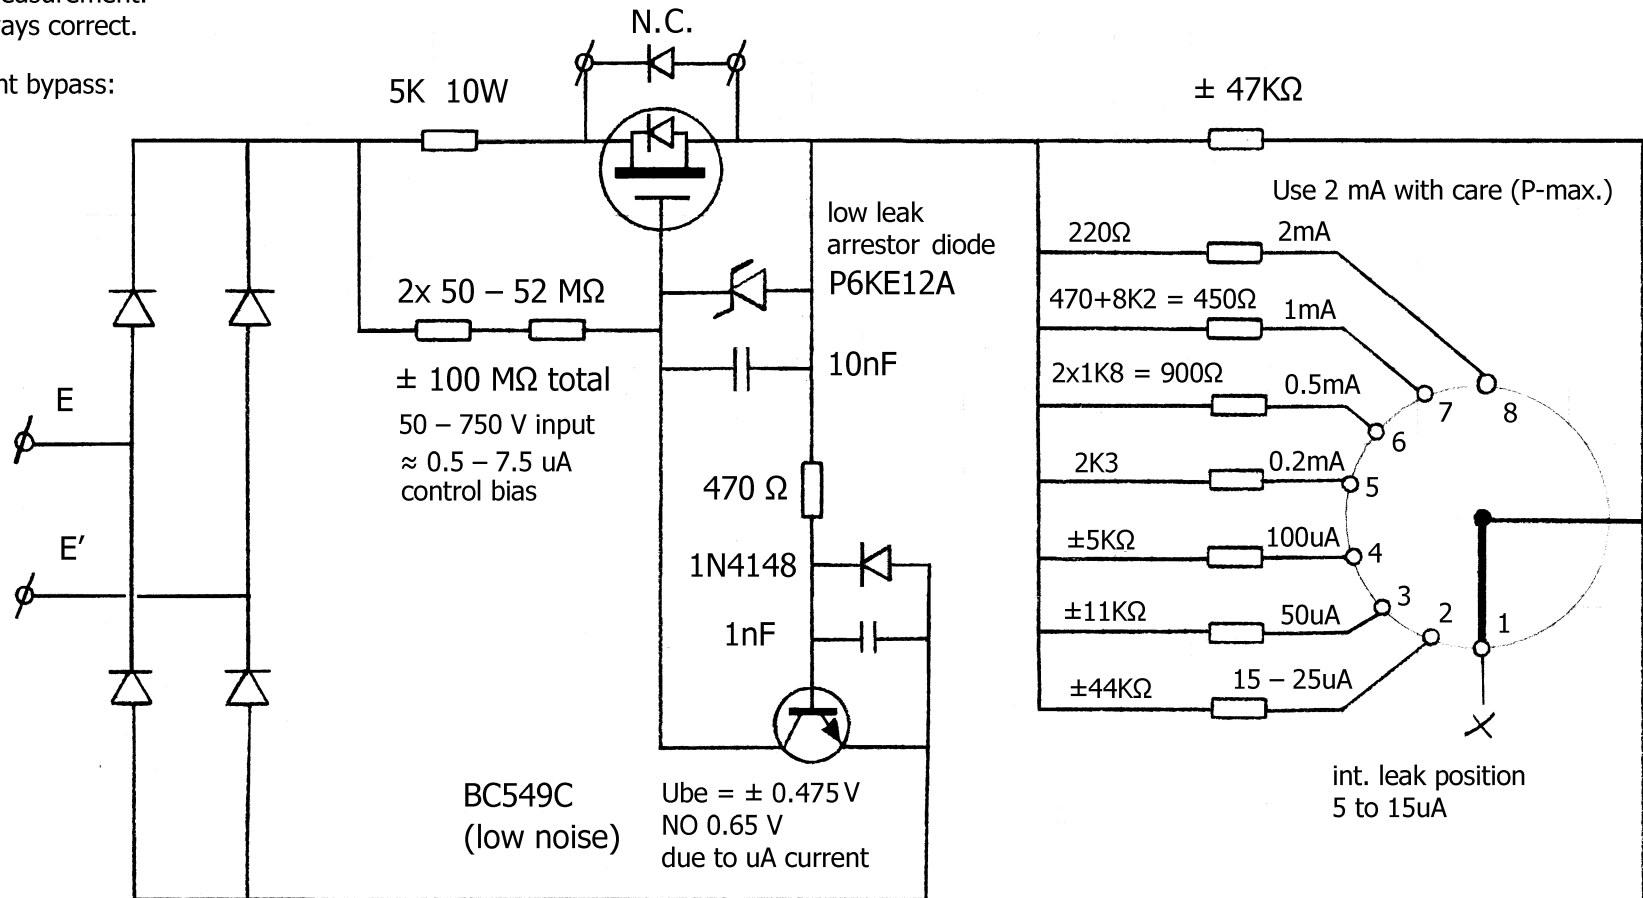 easurement.
ays correct.
nt bypass:
N.C.
5K 10W
± 47KΩ
Use 2 mA with care (P-max.)
low leak
arrestor diode
P6KE12A
220Ω
2mA
2x 50 – 52 MΩ
470+8K2 = 450Ω
1mA
± 100 MΩ total
10nF
2x1K8 = 900Ω
0.5mA
50 – 750 V input
≈ 0.5 – 7.5 uA
control bias
E
7
8
6
2K3
0.2mA
5
470 Ω
E’
±5KΩ
100uA
4
1N4148
±11KΩ
50uA
3
2
1
1nF
±44KΩ
15 – 25uA
X
int. leak position
5 to 15uA
BC549C
(low noise)
Ube = ± 0.475 V
NO 0.65 V
due to uA current